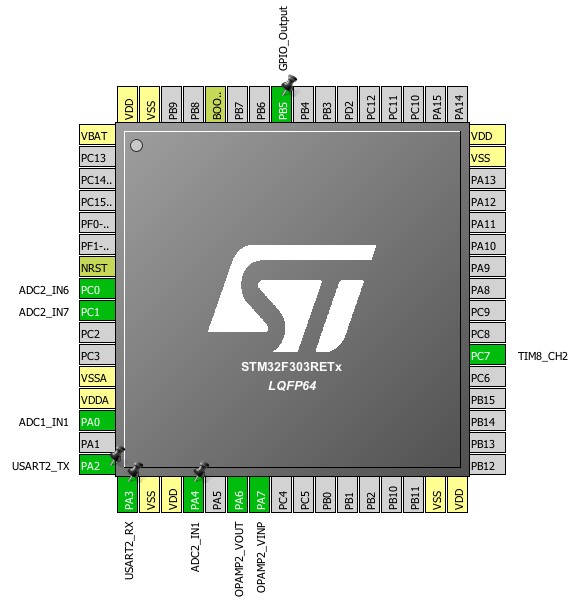 GPIO_Output
VDD
VSS
PB9
PB8
BOO..
PB7
PB6
PB5
PB4
PB3
PD2
PC12
PC11
PC10
PA15
PA14
VBAT
PC13
PC14..
PC15..
PF0-..
PF1-..
NRST
ADC2_IN6 PC0
ADC2_IN7 PC1
PC2
PC3
VSSA
VDDA
ADC1_IN1 PA0
PA1
USART2_TX PA2
VDD
VSS
PA13
PA12
PA11
PA10
PA9
PA8
PC9
PC8
PC7 TIM8_CH2
PC6
PB15
PB14
PB13
PB12
ST
STM32F303RETx
LQFP64
PA3
VSS
VDD
PA4
PA5
PA6
PA7
PC4
PC5
PB0
PB1
PB2
PB10
PB11
VSS
VDD
USART2_RX
ADC2_IN1
OPAMP2_VOUT
OPAMP2_VINP